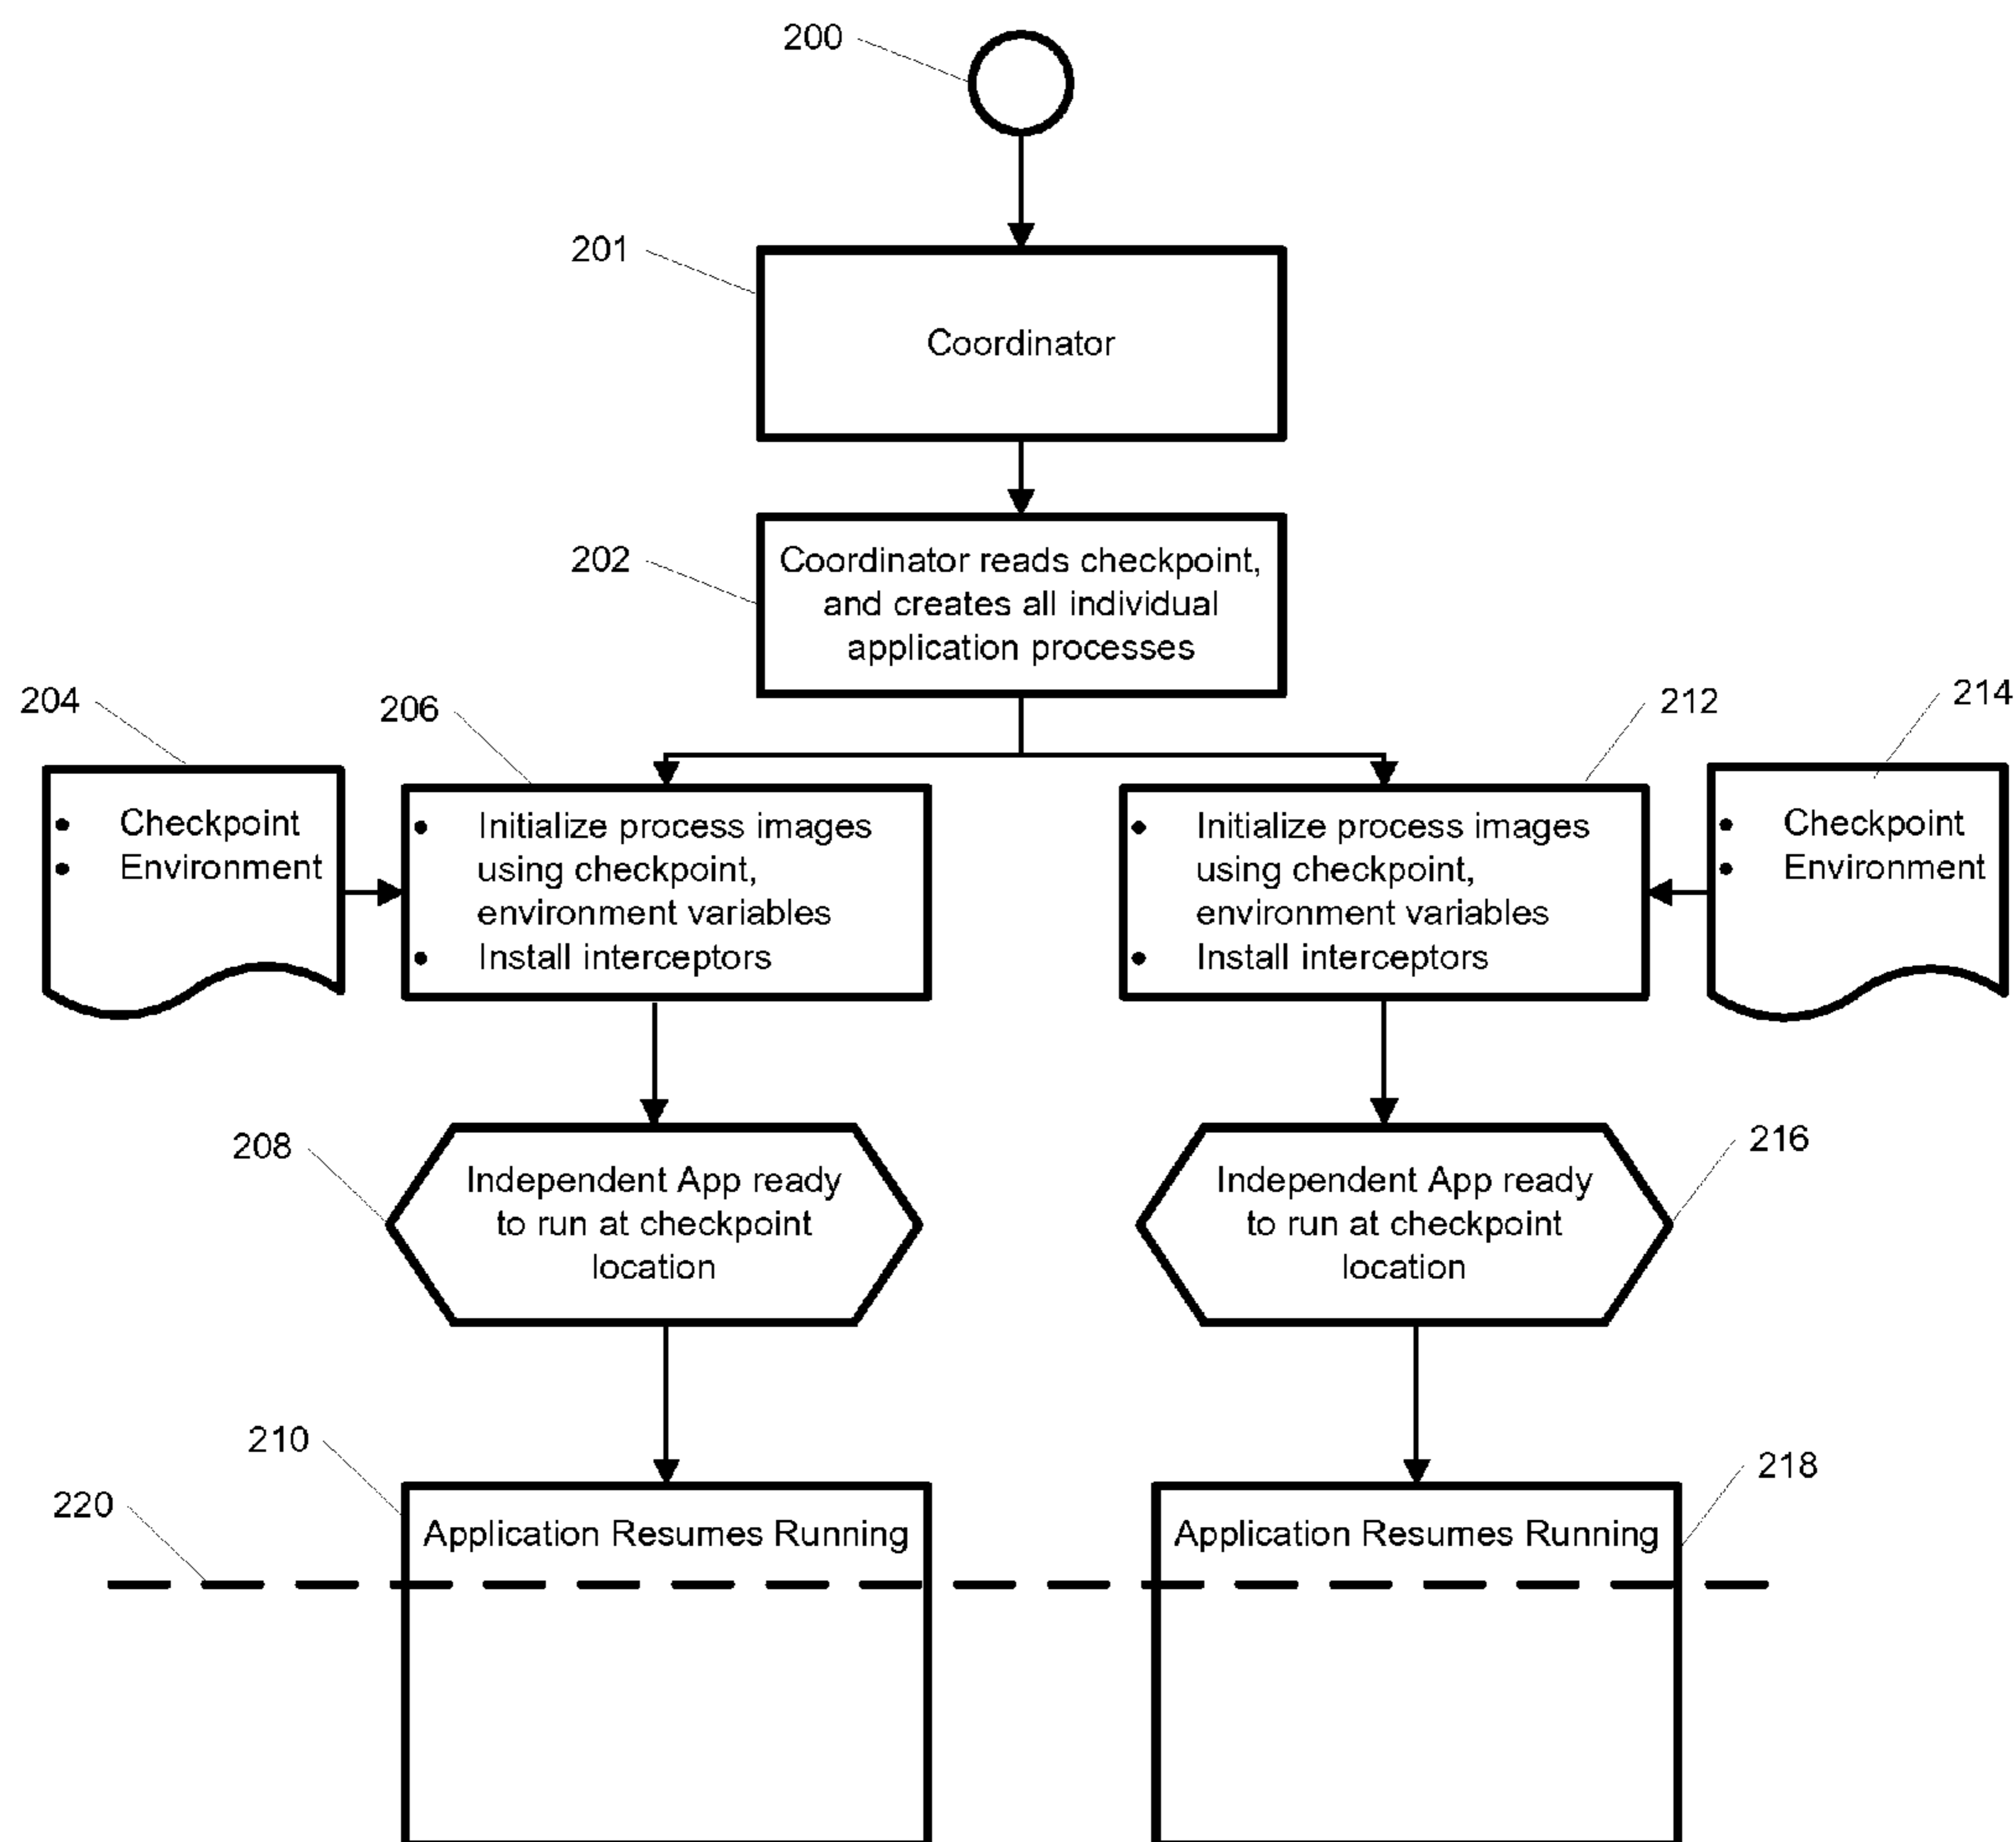 200
201
Coordinator
202
Coordinator reads checkpoint,
and creates all individual
application processes
204
206
212
214
• Checkpoint
• Environment
• Initialize process images
using checkpoint,
environment variables
• Install interceptors
• Initialize process images
using checkpoint,
environment variables
• Install interceptors
• Checkpoint
• Environment
208
Independent App ready
to run at checkpoint
location
Independent App ready
to run at checkpoint
location
216
210
Application Resumes Running
Application Resumes Running
218
220